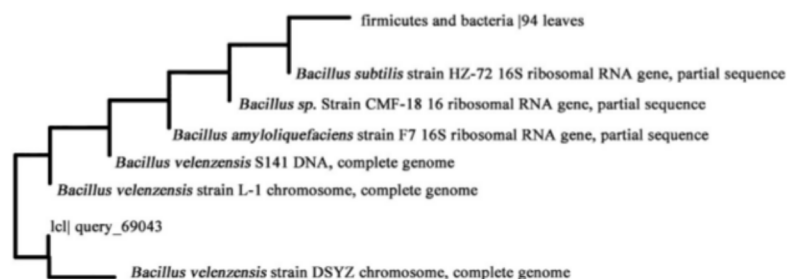 firmicutes and bacteria |94 leaves
Bacillus subtilis strain HZ-72 16S ribosomal RNA gene, partial sequence
Bacillus sp. Strain CMF-18 16 ribosomal RNA gene, partial sequence
Bacillus amyloliquefaciens strain F7 16S ribosomal RNA gene, partial sequence
Bacillus velenzensis S141 DNA, complete genome
Bacillus velenzensis strain L-1 chromosome, complete genome
lcl| query_69043
Bacillus velenzensis strain DSYZ chromosome, complete genome